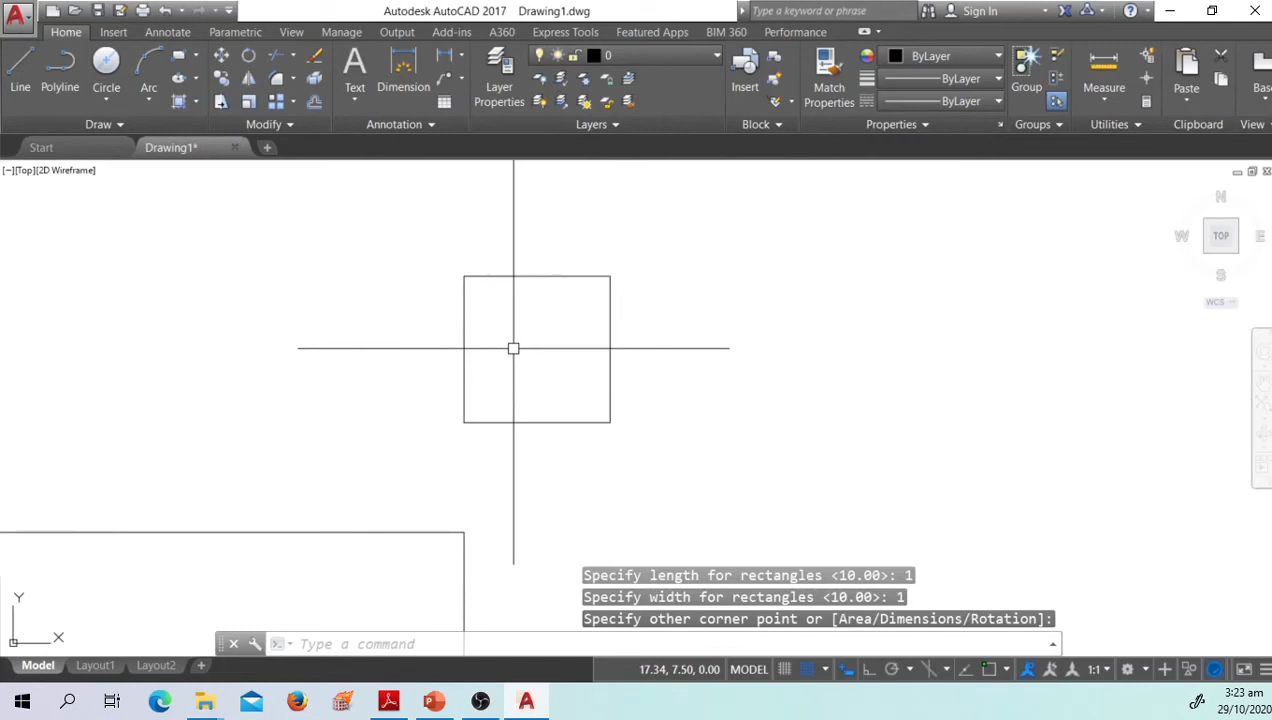 Autodesk AutoCAD 2017 Drawing1.dwg
Type a keyword or phrase
Sign In
Home Insert Annotate Parametric View Manage Output Add-ins A360 Express Tools Featured Apps BIM 360 Performance
Line Polyline Circle Arc
Text Dimension
Layer Properties
0
Insert
Match Properties
ByLayer
ByLayer
ByLayer
Group
Measure
Paste
Base
Draw Modify Annotation Layers Block Properties Groups Utilities Clipboard View
Start Drawing1*
[−][Top][2D Wireframe]
N
W TOP E
S
WCS
Specify length for rectangles <10.00>: 1
Specify width for rectangles <10.00>: 1
Specify other corner point or [Area/Dimensions/Rotation]:
Y
X
Type a command
Model Layout1 Layout2 +
17.34, 7.50, 0.00 MODEL
1:1
3:23 am
29/10/2020